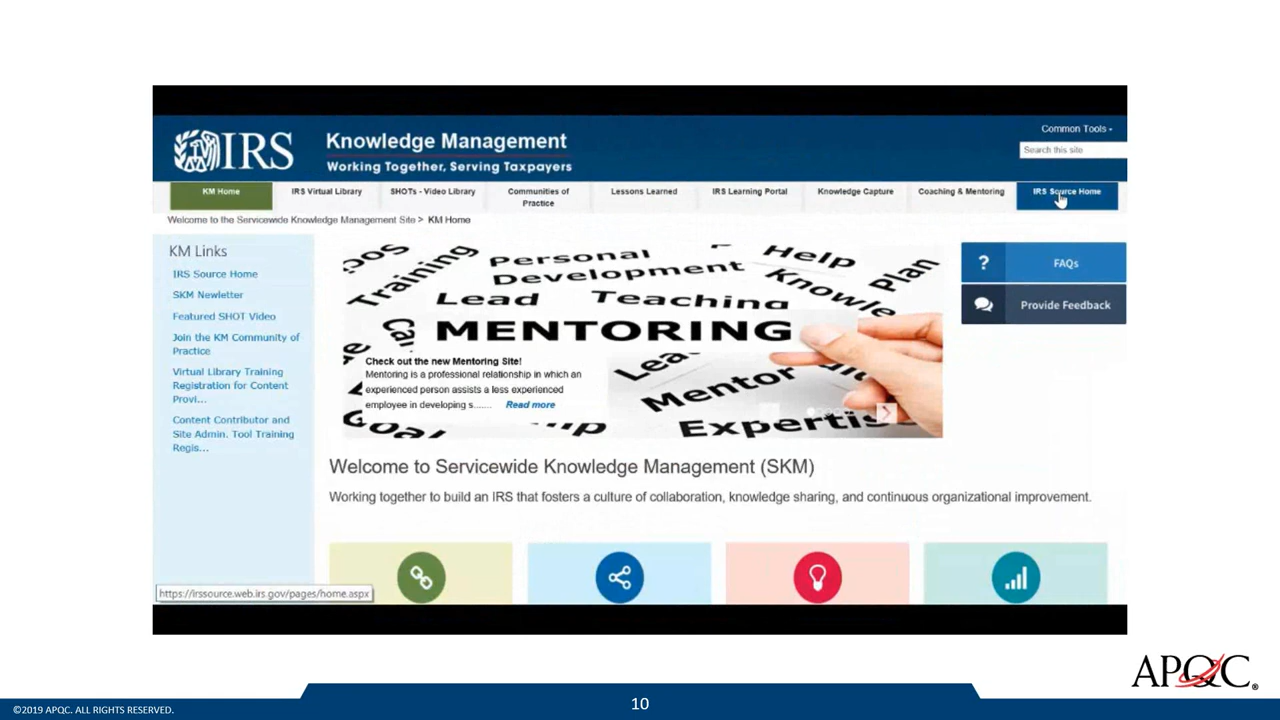 IRS
Knowledge Management
Working Together, Serving Taxpayers
Common Tools
Search this site
KM Home
IRS Virtual Library
SHOTs - Video Library
Communities of
Practice
Lessons Learned
IRS Learning Portal
Knowledge Capture
Coaching & Mentoring
IRS Source Home
Welcome to the Servicewide Knowledge Management Site > KM Home
KM Links
IRS Source Home
SKM Newletter
Featured SHOT Video
Join the KM Community of
Practice
Virtual Library Training
Registration for Content
Provi...
Content Contributor and
Site Admin. Tool Training
Regis...
Personal
Help
Training
Development
Plan
Lead Teaching
Knowle
MENTORING
Check out the new Mentoring Site!
Mentoring is a professional relationship in which an
experienced person assists a less experienced
employee in developing s...... Read more
Lea
Mentor
Goal
Expertis
? FAQs
Provide Feedback
Welcome to Servicewide Knowledge Management (SKM)
Working together to build an IRS that fosters a culture of collaboration, knowledge sharing, and continuous organizational improvement.
https://irssource.web.irs.gov/pages/home.aspx
APQC®
©2019 APQC. ALL RIGHTS RESERVED.
10